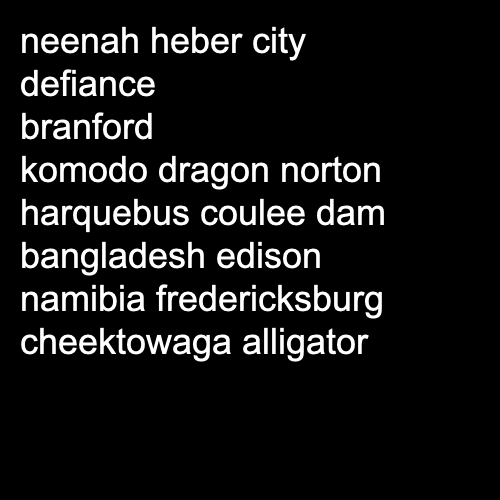 neenah heber city
defiance
branford
komodo dragon norton
harquebus coulee dam
bangladesh edison
namibia fredericksburg
cheektowaga alligator